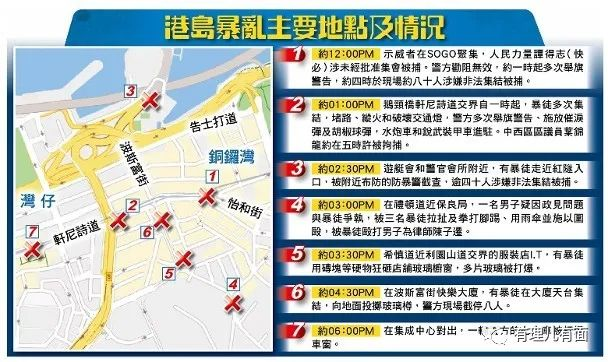 港島暴亂主要地點及情況
3
告士打道
波斯富街
銅鑼灣
1
怡和街
灣仔
2
6
軒尼詩道
7
5
4
1 約12:00PM 示威者在SOGO聚集,人民力量譚得志(快
必)涉未經批准集會被捕。警方勸阻無效,約一時起多次舉旗
警告,約四時於現場約八十人涉嫌非法集結被捕。
2 約01:00PM 鵝頸橋軒尼詩道交界自一時起,暴徒多次集
結,堵路、縱火和破壞交通燈,警方多次舉旗警告、施放催淚
彈及胡椒球彈,水炮車和銳武裝甲車進駐。中西區區議員葉錦
龍約在五時許被拘捕。
3 約02:30PM 遊艇會和警官會所附近,有暴徒走近紅隧入
口,被附近布防的防暴警截查,逾四十人涉嫌非法集結被捕。
4 約03:00PM 在禮頓道近保良局,一名男子疑因政見問題
與暴徒爭執,被三名暴徒拉扯及拳打腳踢、用雨傘並施以圍
毆,被暴徒毆打男子為律師陳子遷。
5 約03:30PM 希慎道近利園山道交界的服裝店I.T,有暴徒
用磚塊等硬物狂砸店舖玻璃櫥窗,多片玻璃被打爆。
6 約04:30PM 在波斯富街快樂大廈,有暴徒在大廈天台集
結,向地面投擲玻璃樽,警方現場截停八人。
7 約06:00PM 在集成中心對出,一輛
車窗。
有理儿有面